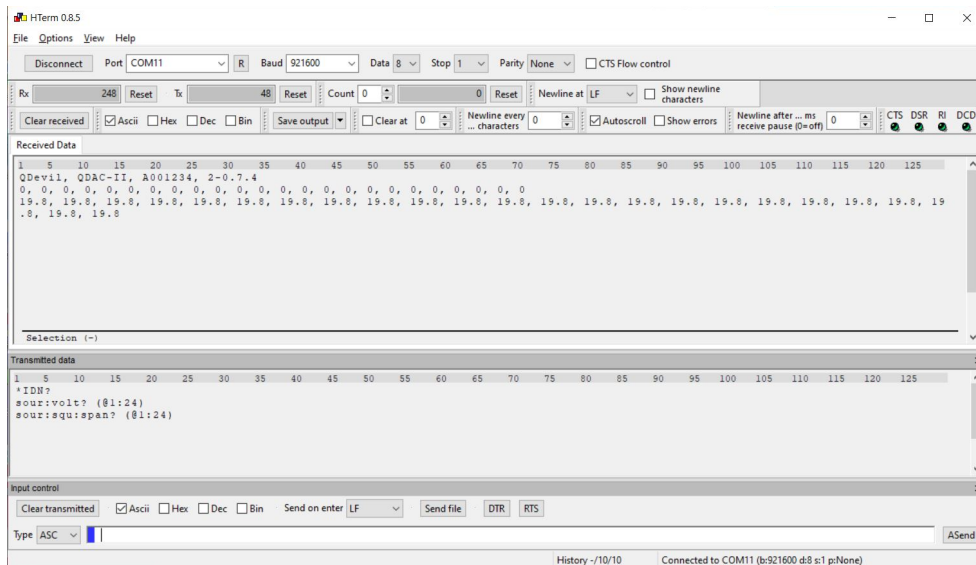 HTerm 0.8.5
File Options View Help
Disconnect Port COM11 R Baud 921600 Data 8 Stop 1 Parity None CTS Flow control
Rx 248 Reset Tx 48 Reset Count 0 0 Reset Newline at LF Show newline characters
Clear received Ascii Hex Dec Bin Save output Clear at 0 Newline every ... characters 0 Autoscroll Show errors Newline after ... ms receive pause (0=off) 0 CTS DSR RI DCD
Received Data
1 5 10 15 20 25 30 35 40 45 50 55 60 65 70 75 80 85 90 95 100 105 110 115 120 125
QDevil, QDAC-II, A001234, 2-0.7.4
0, 0, 0, 0, 0, 0, 0, 0, 0, 0, 0, 0, 0, 0, 0, 0, 0, 0, 0, 0, 0, 0, 0, 0
19.8, 19.8, 19.8, 19.8, 19.8, 19.8, 19.8, 19.8, 19.8, 19.8, 19.8, 19.8, 19.8, 19.8, 19.8, 19.8, 19.8, 19.8, 19.8, 19.8, 19.8, 19
.8, 19.8, 19.8
Selection (-)
Transmitted data
1 5 10 15 20 25 30 35 40 45 50 55 60 65 70 75 80 85 90 95 100 105 110 115 120 125
*IDN?
sour:volt? (@1:24)
sour:squ:span? (@1:24)
Input control
Clear transmitted Ascii Hex Dec Bin Send on enter LF Send file DTR RTS
Type ASC ASend
History -/10/10 Connected to COM11 (b:921600 d:8 s:1 p:None)